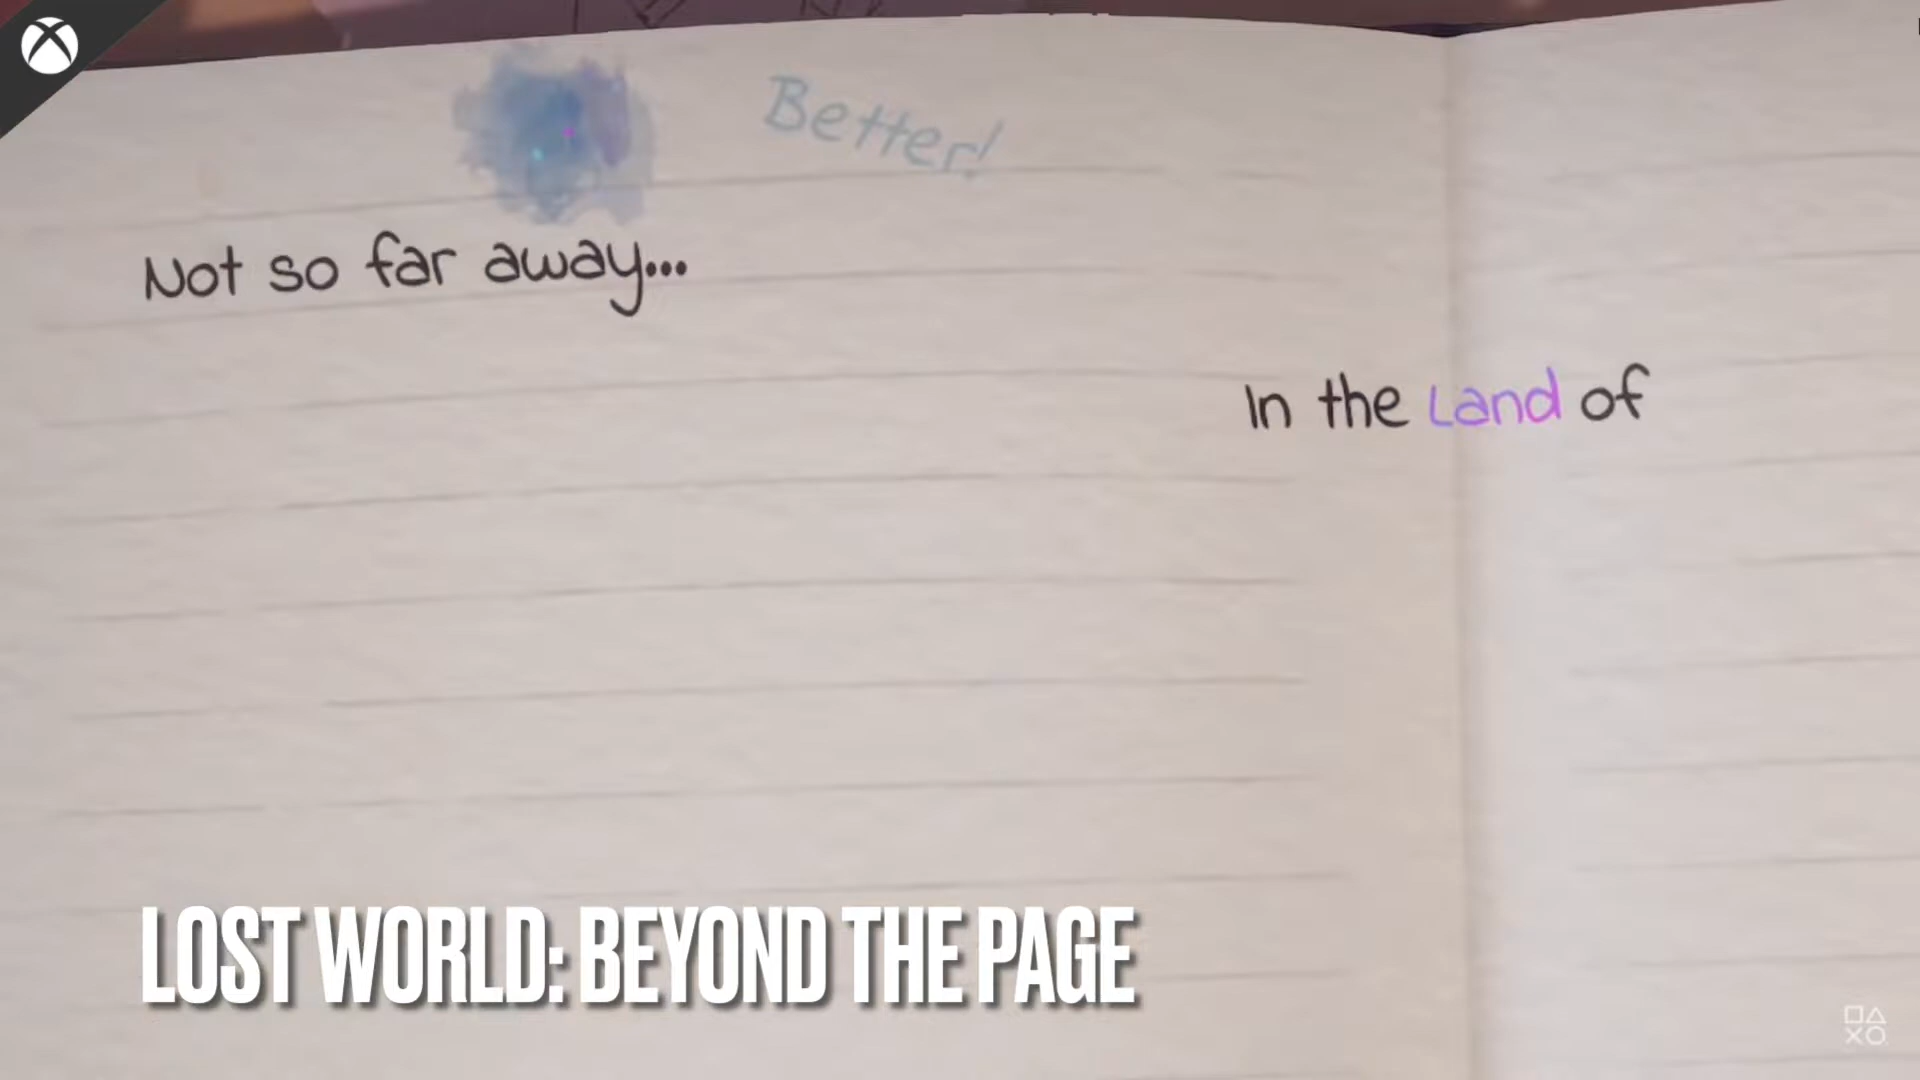 Better!
Not so far away...
In the Land of
LOST WORLD: BEYOND THE PAGE